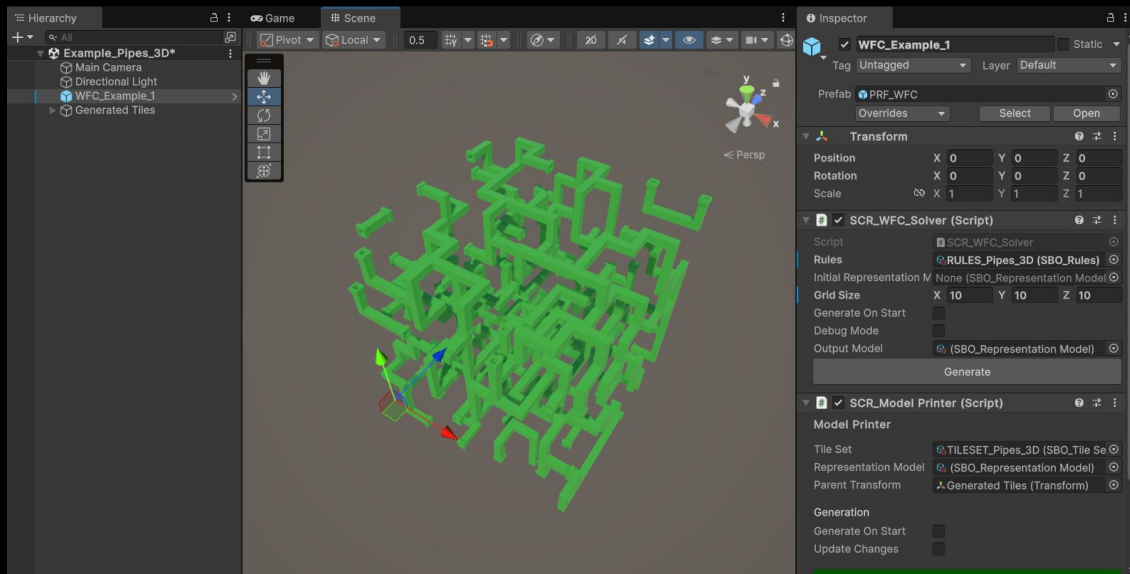 Hierarchy
All
Example_Pipes_3D*
Main Camera
Directional Light
WFC_Example_1
Generated Tiles
Game
Scene
Pivot
Local
0.5
y
z
x
Persp
Inspector
WFC_Example_1
Static
Tag Untagged Layer Default
Prefab PRF_WFC
Overrides Select Open
Transform
Position X 0 Y 0 Z 0
Rotation X 0 Y 0 Z 0
Scale X 1 Y 1 Z 1
# SCR_WFC_Solver (Script)
Script SCR_WFC_Solver
Rules RULES_Pipes_3D (SBO_Rules)
Initial Representation M None (SBO_Representation Model
Grid Size X 10 Y 10 Z 10
Generate On Start
Debug Mode
Output Model (SBO_Representation Model)
Generate
# SCR_Model Printer (Script)
Model Printer
Tile Set TILESET_Pipes_3D (SBO_Tile Se
Representation Model (SBO_Representation Model)
Parent Transform Generated Tiles (Transform)
Generation
Generate On Start
Update Changes